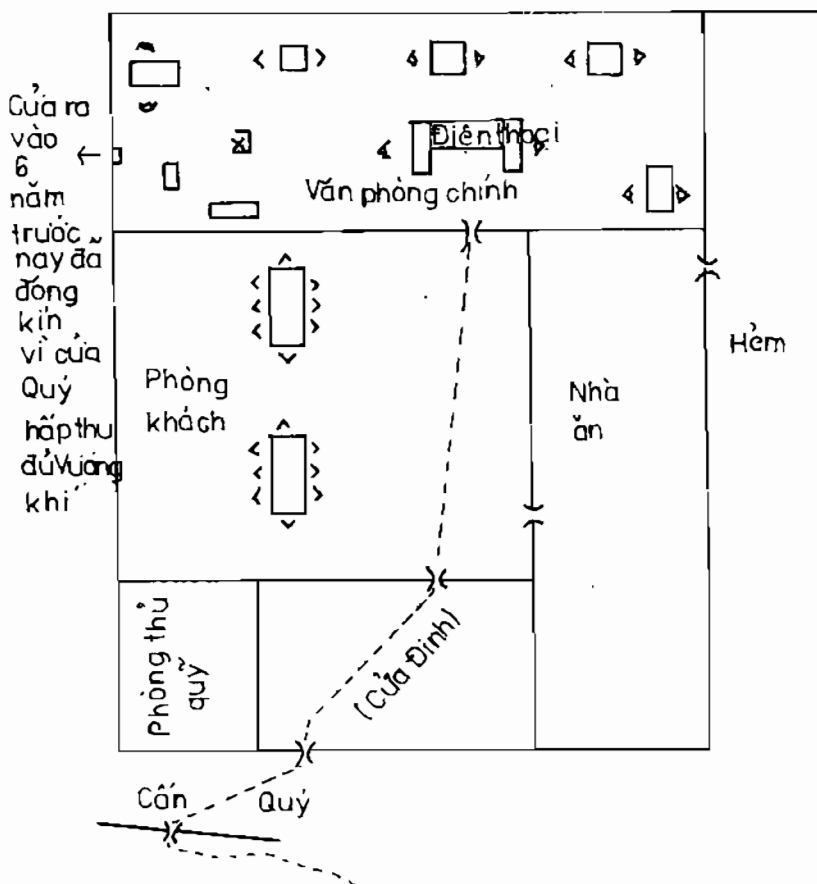 Cửa ra
vào
6
năm
trước
nay đã
đóng
kín
vì cửa
Quý
hấp thu
đủ Vượng
khí
Điện thoại
Văn phòng chính
Phòng
khách
Nhà
ăn
Hẻm
Phòng thủ
quỹ
(Cửa Đinh)
Cấn
Quý